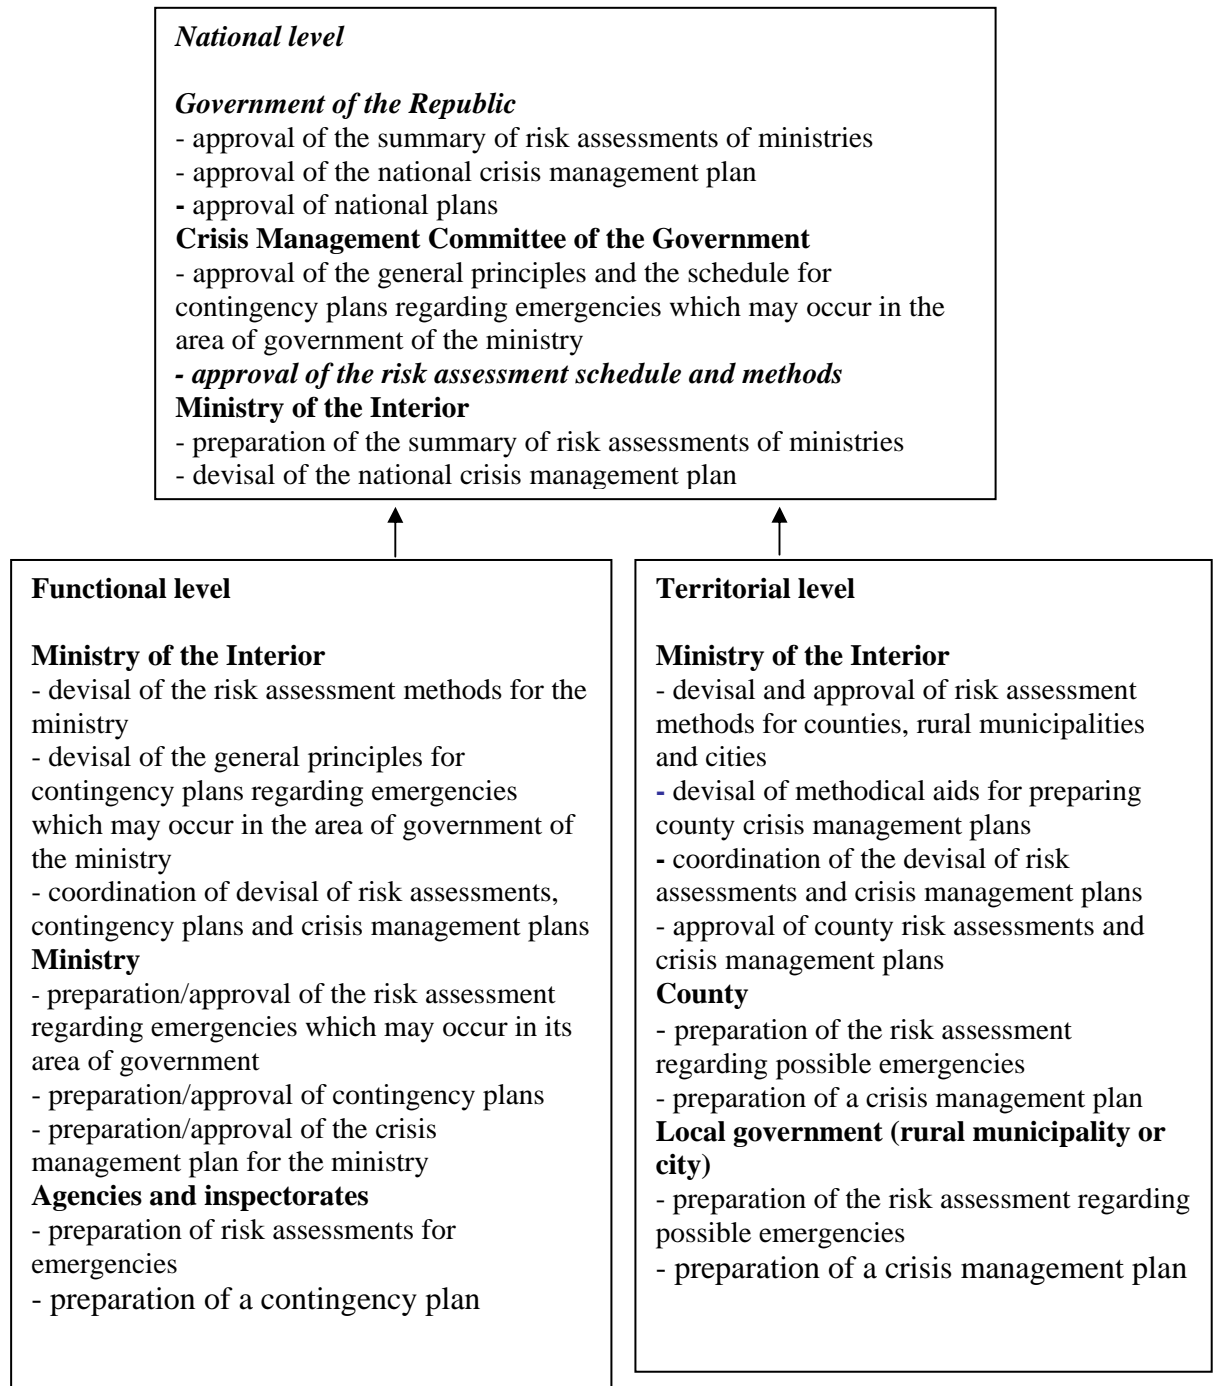 National level
Government of the Republic
- approval of the summary of risk assessments of ministries
- approval of the national crisis management plan
- approval of national plans
Crisis Management Committee of the Government
- approval of the general principles and the schedule for
contingency plans regarding emergencies which may occur in the
area of government of the ministry
- approval of the risk assessment schedule and methods
Ministry of the Interior
- preparation of the summary of risk assessments of ministries
- devisal of the national crisis management plan
Functional level
Ministry of the Interior
- devisal of the risk assessment methods for the
ministry
- devisal of the general principles for
contingency plans regarding emergencies
which may occur in the area of government of
the ministry
- coordination of devisal of risk assessments,
contingency plans and crisis management plans
Ministry
- preparation/approval of the risk assessment
regarding emergencies which may occur in its
area of government
- preparation/approval of contingency plans
- preparation/approval of the crisis
management plan for the ministry
Agencies and inspectorates
- preparation of risk assessments for
emergencies
- preparation of a contingency plan
Territorial level
Ministry of the Interior
- devisal and approval of risk assessment
methods for counties, rural municipalities
and cities
- devisal of methodical aids for preparing
county crisis management plans
- coordination of the devisal of risk
assessments and crisis management plans
- approval of county risk assessments and
crisis management plans
County
- preparation of the risk assessment
regarding possible emergencies
- preparation of a crisis management plan
Local government (rural municipality or
city)
- preparation of the risk assessment regarding
possible emergencies
- preparation of a crisis management plan